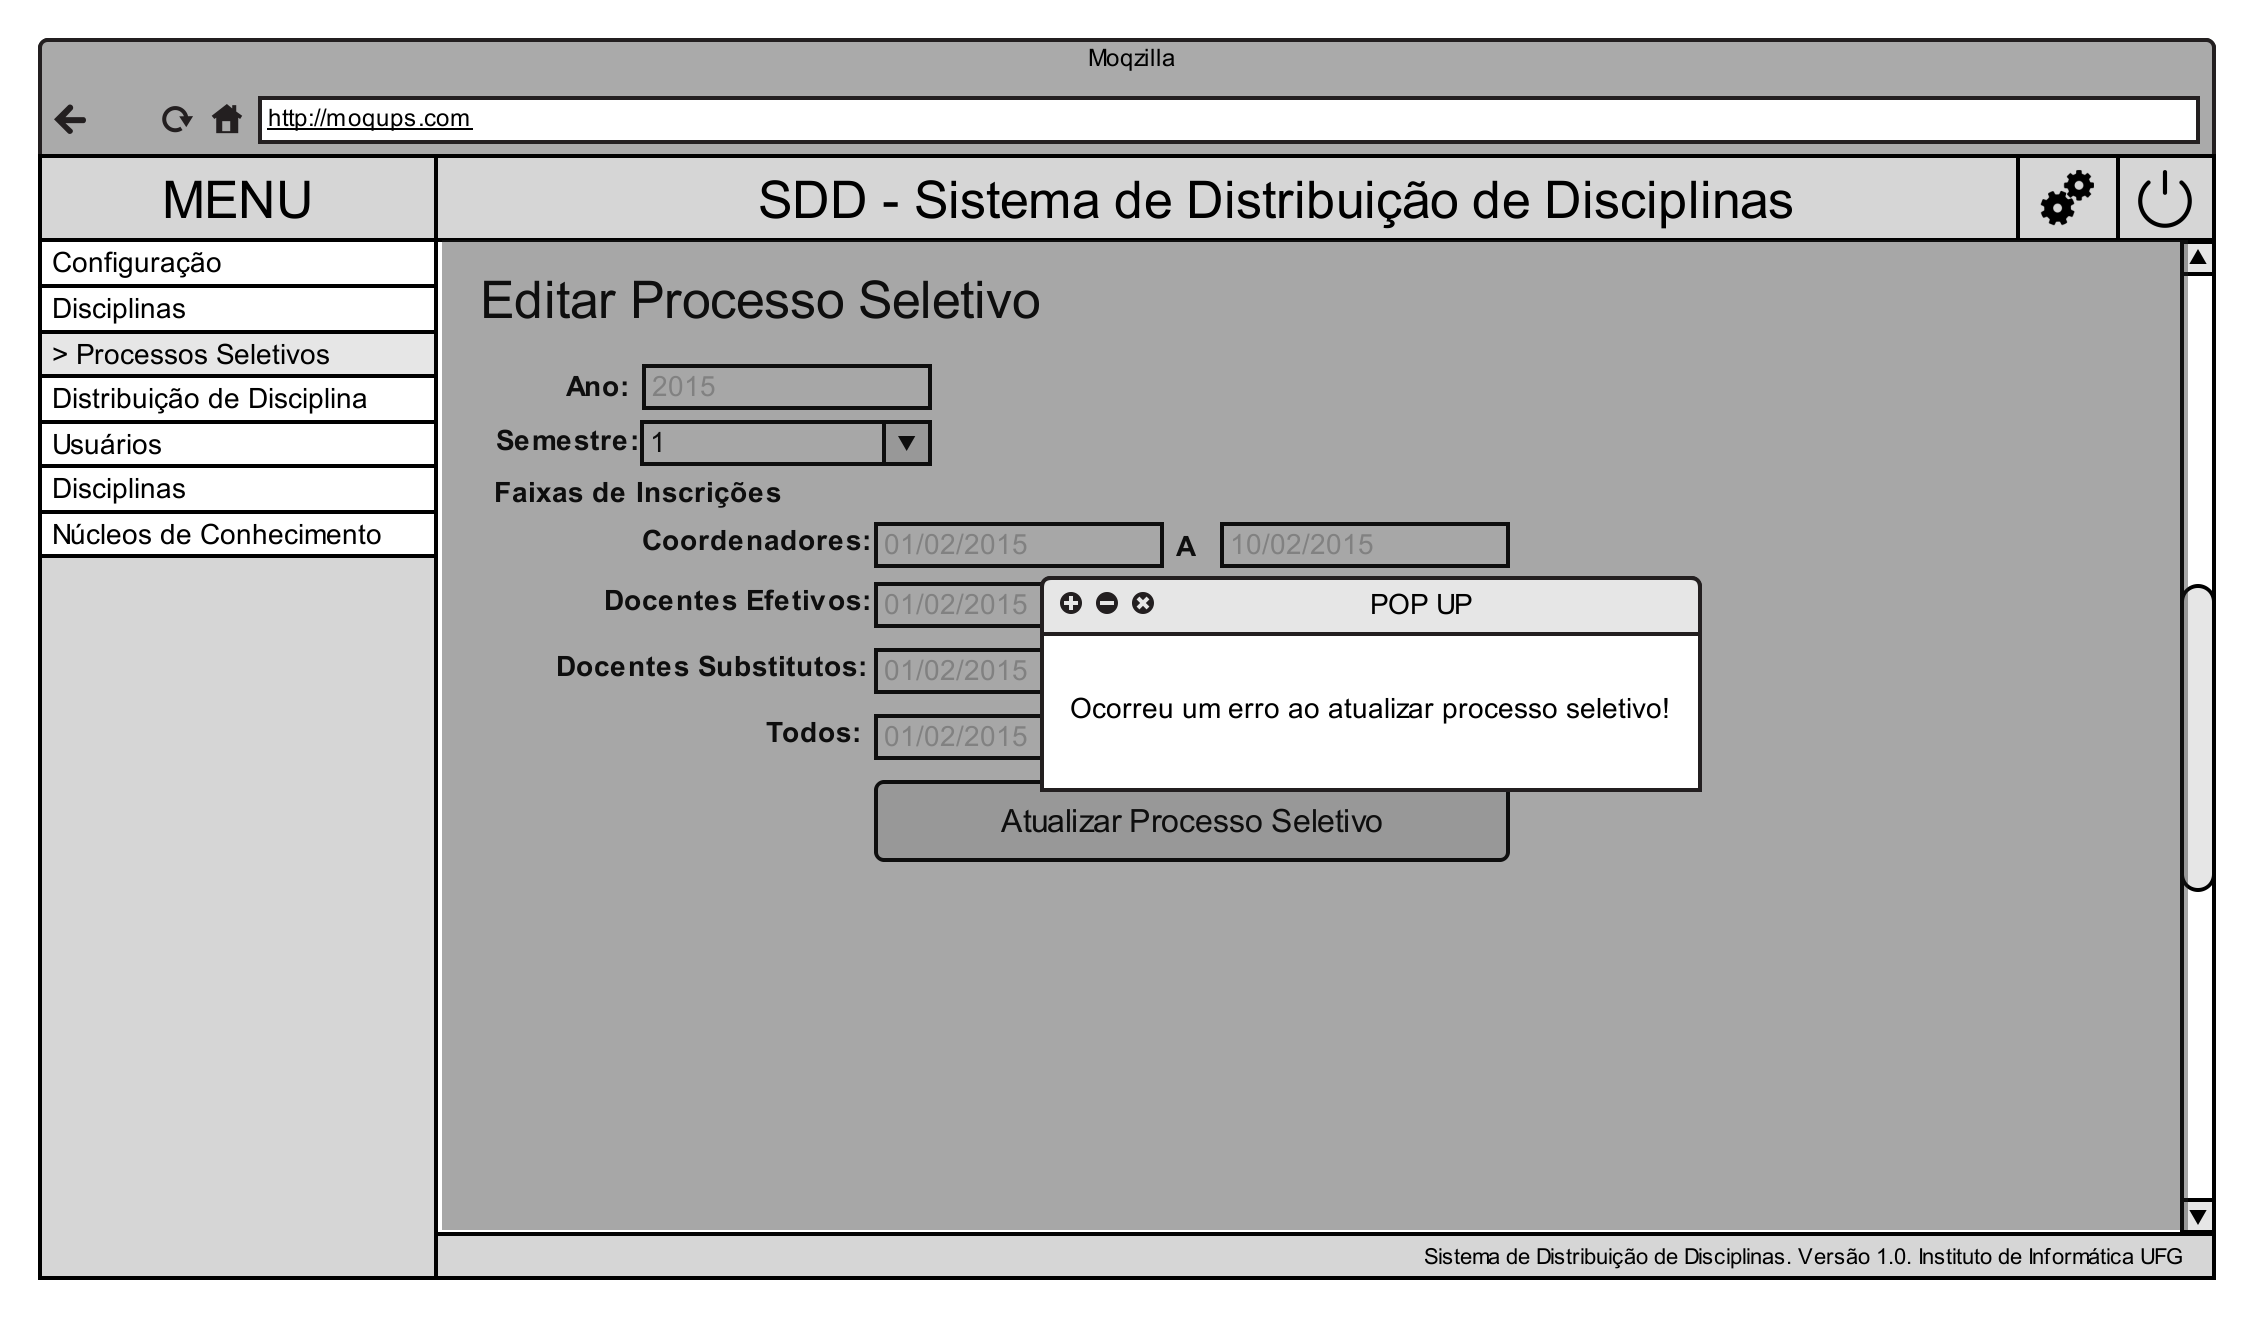 Moqzilla
http://moqups.com
MENU
SDD - Sistema de Distribuição de Disciplinas
Configuração
Disciplinas
> Processos Seletivos
Distribuição de Disciplina
Usuários
Disciplinas
Núcleos de Conhecimento
Editar Processo Seletivo
Ano: 2015
Semestre: 1
Faixas de Inscrições
Coordenadores: 01/02/2015 A 10/02/2015
Docentes Efetivos: 01/02/2015
Docentes Substitutos: 01/02/2015
Todos: 01/02/2015
POP UP
Ocorreu um erro ao atualizar processo seletivo!
Atualizar Processo Seletivo
Sistema de Distribuição de Disciplinas. Versão 1.0. Instituto de Informática UFG